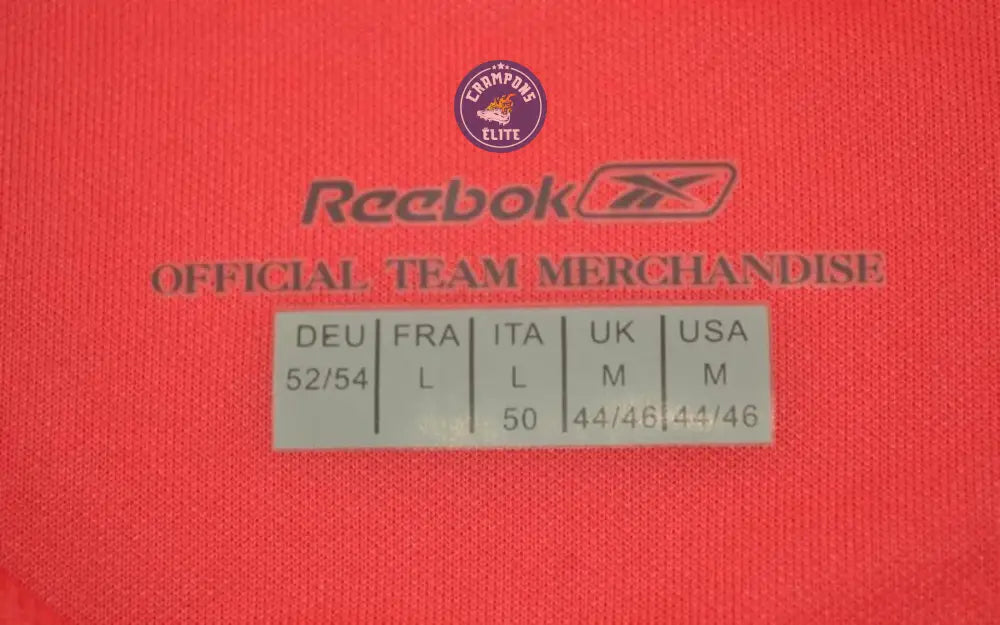 CRAMPONS
ÉLITE
Reebok
OFFICIAL TEAM MERCHANDISE
DEU FRA ITA UK USA
52/54 L L M M
50 44/46 44/46